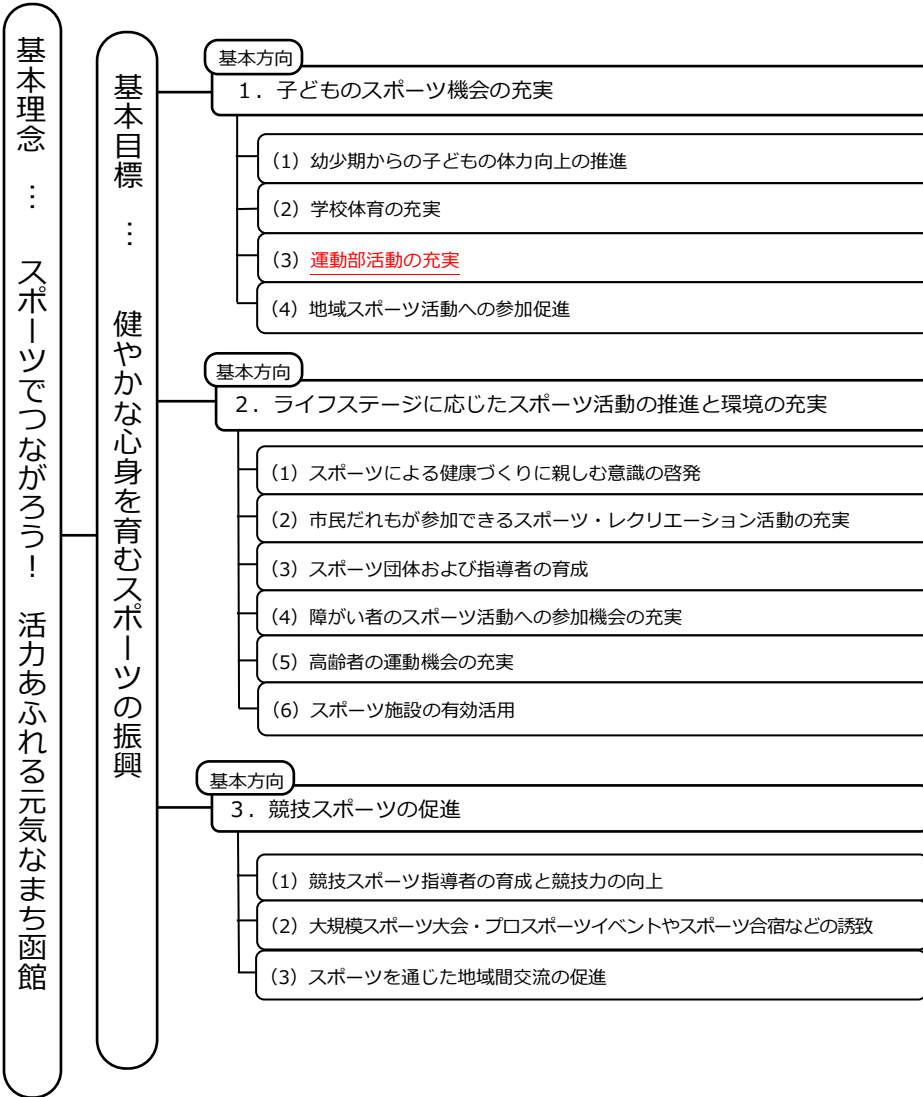 基本理念 … スポーツでつながろう！ 活力あふれる元気なまち函館
基本目標 … 健やかな心身を育むスポーツの振興
基本方向
１．子どものスポーツ機会の充実
（1）幼少期からの子どもの体力向上の推進
（2）学校体育の充実
（3）運動部活動の充実
（4）地域スポーツ活動への参加促進
基本方向
２．ライフステージに応じたスポーツ活動の推進と環境の充実
（1）スポーツによる健康づくりに親しむ意識の啓発
（2）市民だれもが参加できるスポーツ・レクリエーション活動の充実
（3）スポーツ団体および指導者の育成
（4）障がい者のスポーツ活動への参加機会の充実
（5）高齢者の運動機会の充実
（6）スポーツ施設の有効活用
基本方向
３．競技スポーツの促進
（1）競技スポーツ指導者の育成と競技力の向上
（2）大規模スポーツ大会・プロスポーツイベントやスポーツ合宿などの誘致
（3）スポーツを通じた地域間交流の促進